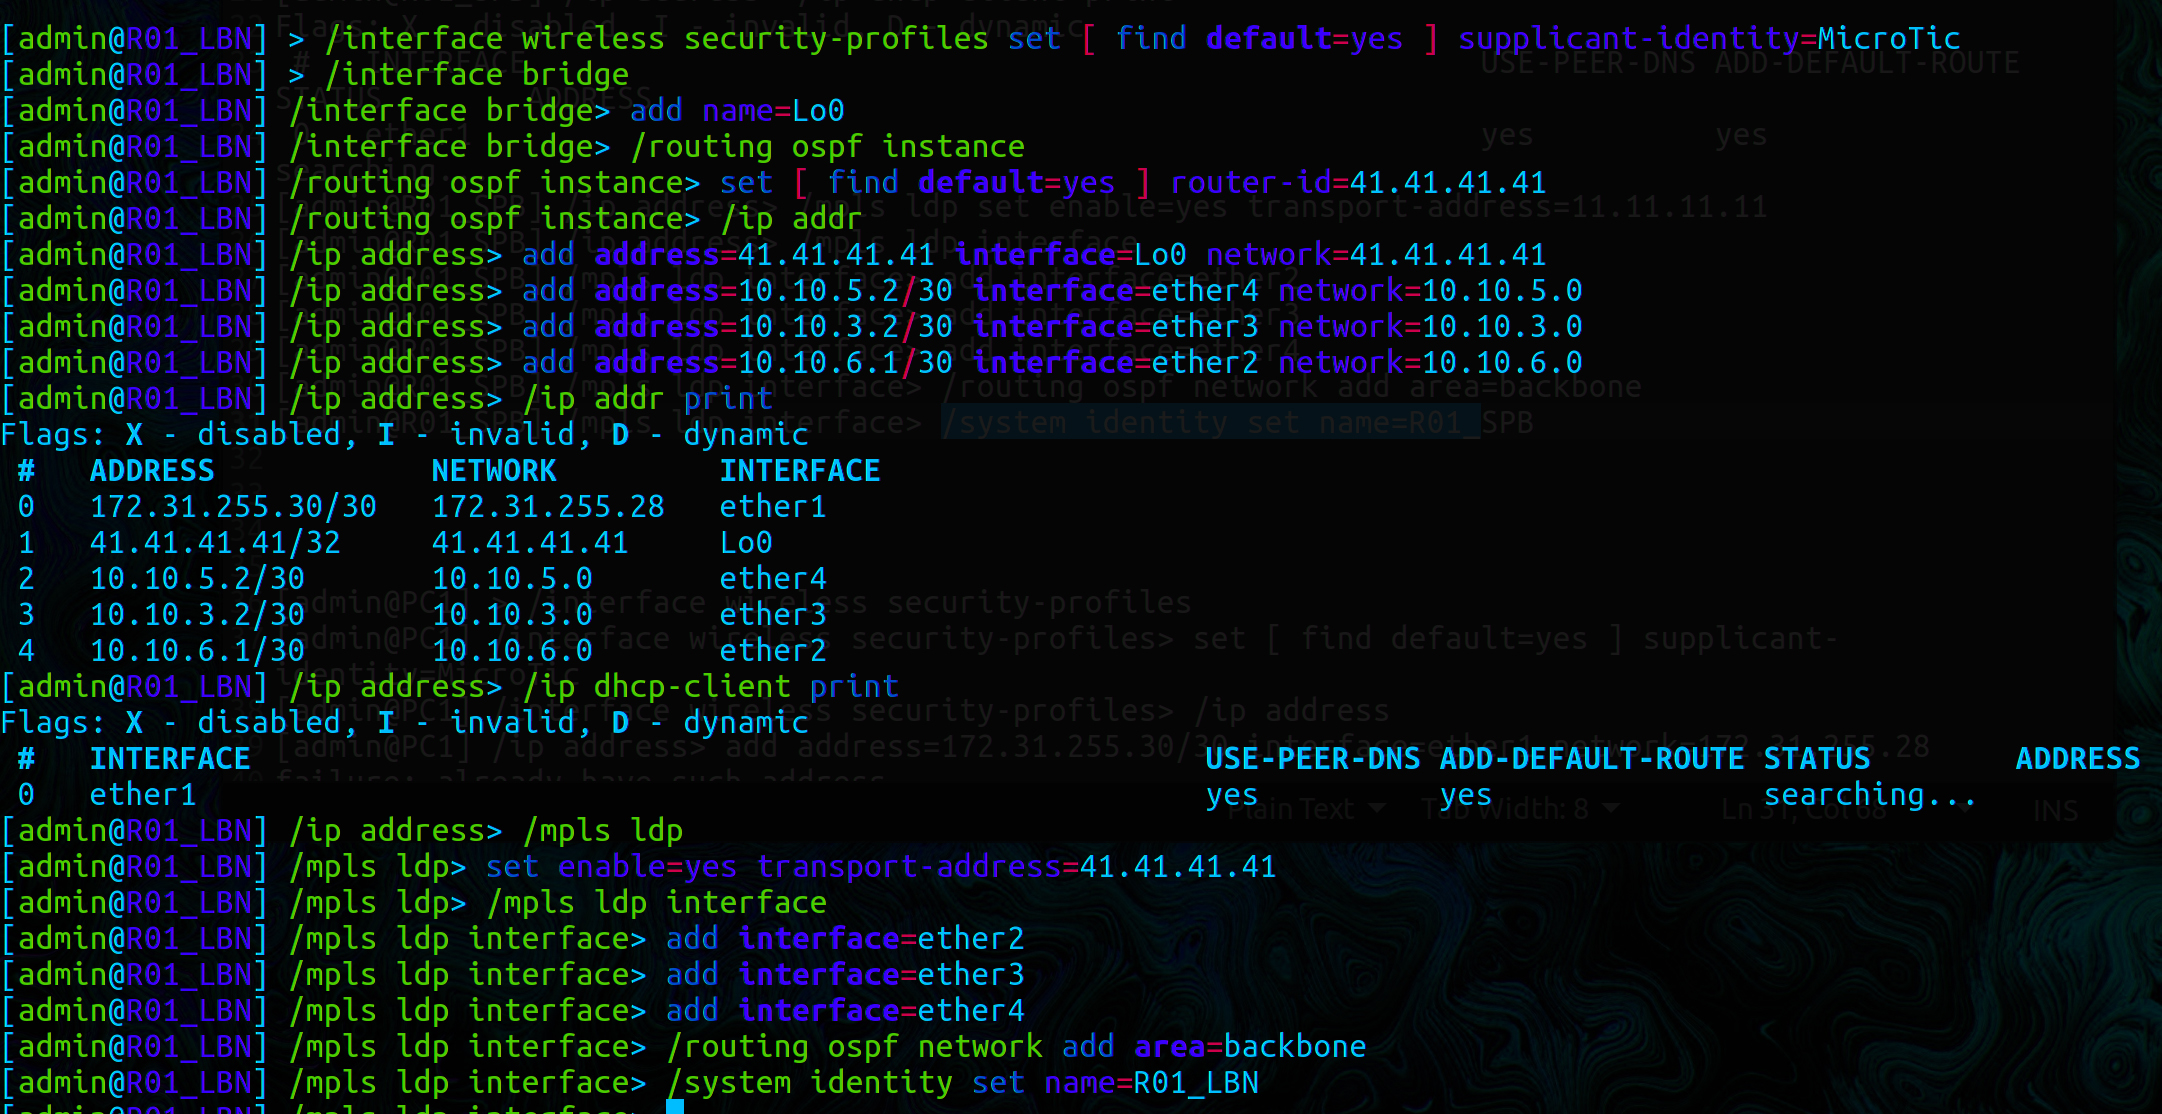 [admin@R01_LBN] > /interface wireless security-profiles set [ find default=yes ] supplicant-identity=MicroTic
[admin@R01_LBN] > /interface bridge
[admin@R01_LBN] /interface bridge> add name=Lo0
[admin@R01_LBN] /interface bridge> /routing ospf instance
[admin@R01_LBN] /routing ospf instance> set [ find default=yes ] router-id=41.41.41.41
[admin@R01_LBN] /routing ospf instance> /ip addr
[admin@R01_LBN] /ip address> add address=41.41.41.41 interface=Lo0 network=41.41.41.41
[admin@R01_LBN] /ip address> add address=10.10.5.2/30 interface=ether4 network=10.10.5.0
[admin@R01_LBN] /ip address> add address=10.10.3.2/30 interface=ether3 network=10.10.3.0
[admin@R01_LBN] /ip address> add address=10.10.6.1/30 interface=ether2 network=10.10.6.0
[admin@R01_LBN] /ip address> /ip addr print
Flags: X - disabled, I - invalid, D - dynamic
# ADDRESS NETWORK INTERFACE
0 172.31.255.30/30 172.31.255.28 ether1
1 41.41.41.41/32 41.41.41.41 Lo0
2 10.10.5.2/30 10.10.5.0 ether4
3 10.10.3.2/30 10.10.3.0 ether3
4 10.10.6.1/30 10.10.6.0 ether2
[admin@R01_LBN] /ip address> /ip dhcp-client print
Flags: X - disabled, I - invalid, D - dynamic
# INTERFACE USE-PEER-DNS ADD-DEFAULT-ROUTE STATUS ADDRESS
0 ether1 yes yes searching...
[admin@R01_LBN] /ip address> /mpls ldp
[admin@R01_LBN] /mpls ldp> set enable=yes transport-address=41.41.41.41
[admin@R01_LBN] /mpls ldp> /mpls ldp interface
[admin@R01_LBN] /mpls ldp interface> add interface=ether2
[admin@R01_LBN] /mpls ldp interface> add interface=ether3
[admin@R01_LBN] /mpls ldp interface> add interface=ether4
[admin@R01_LBN] /mpls ldp interface> /routing ospf network add area=backbone
[admin@R01_LBN] /mpls ldp interface> /system identity set name=R01_LBN